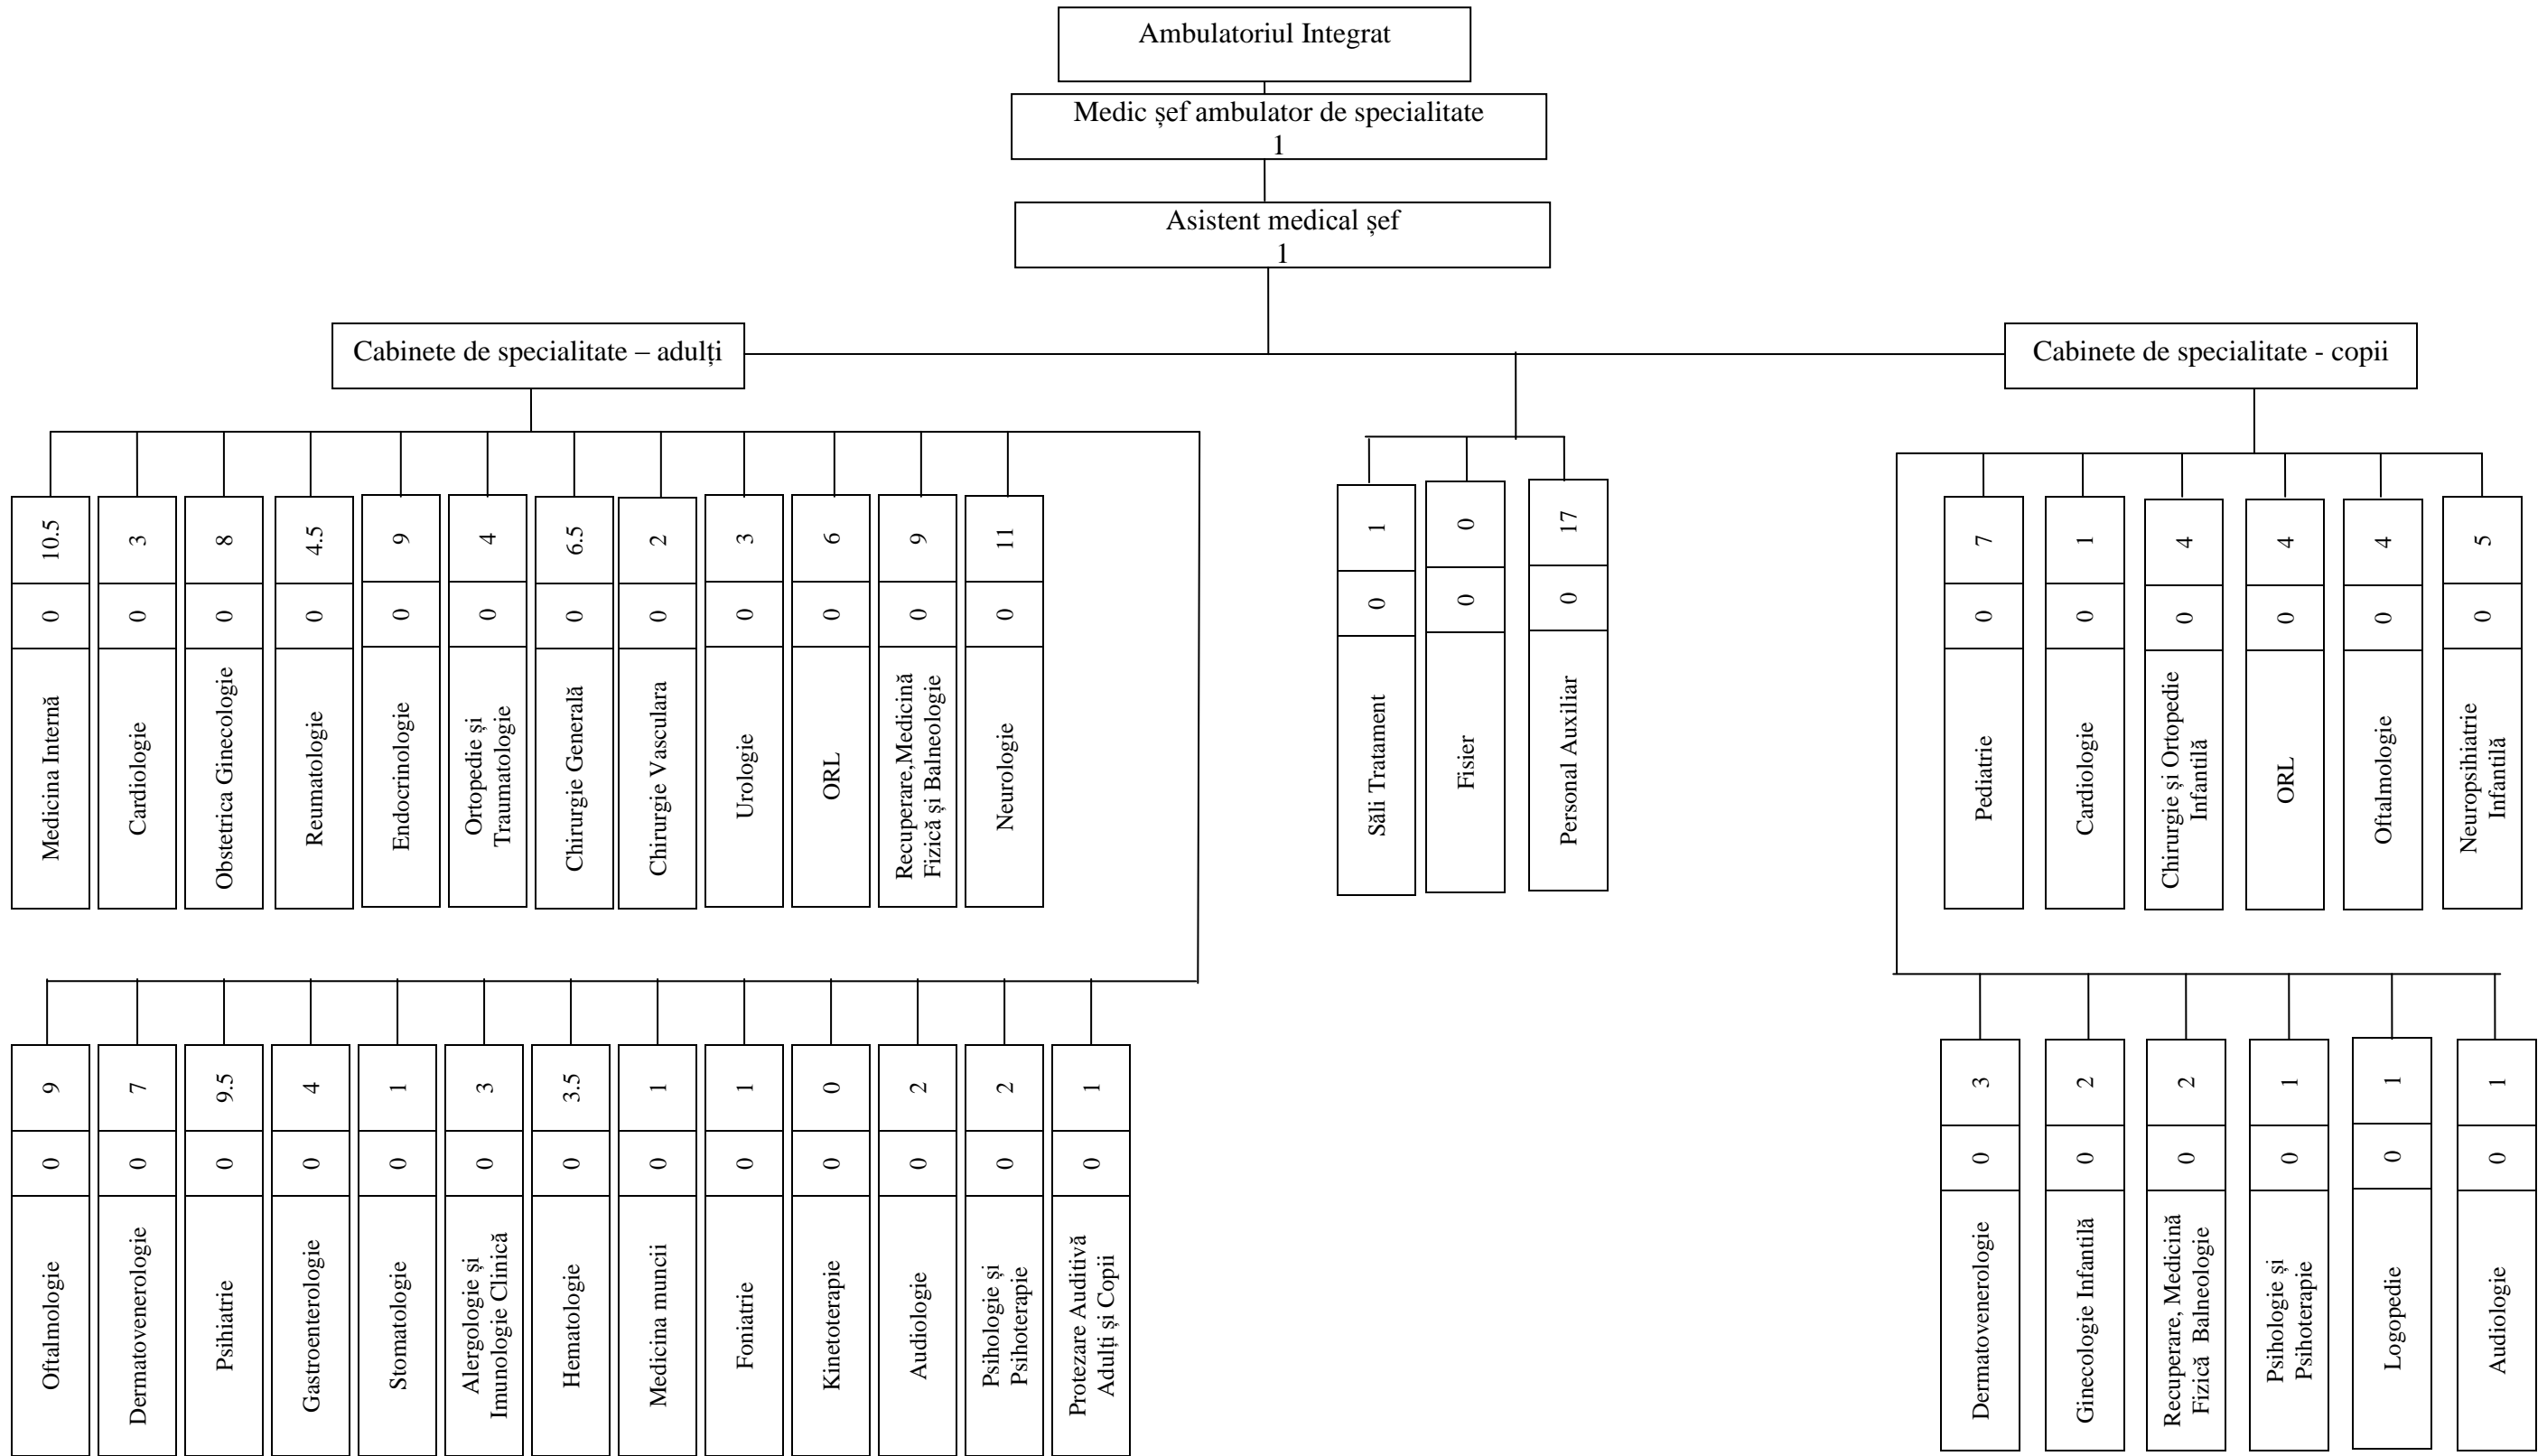 Ambulatoriul Integrat
Medic șef ambulator de specialitate
1
Asistent medical șef
1
Cabinete de specialitate – adulți
Cabinete de specialitate - copii
10.5
0
Medicina Internă
3
0
Cardiologie
8
0
Obstetrica Ginecologie
4.5
0
Reumatologie
9
0
Endocrinologie
4
0
Ortopedie și
Traumatologie
6.5
0
Chirurgie Generală
2
0
Chirurgie Vasculara
3
0
Urologie
6
0
ORL
9
0
Recuperare,Medicină
Fizică și Balneologie
11
0
Neurologie
1
0
Săli Tratament
0
0
Fisier
17
0
Personal Auxiliar
7
0
Pediatrie
1
0
Cardiologie
4
0
Chirurgie și Ortopedie
Infantilă
4
0
ORL
4
0
Oftalmologie
5
0
Neuropsihiatrie
Infantilă
9
0
Oftalmologie
7
0
Dermatovenerologie
9.5
0
Psihiatrie
4
0
Gastroenterologie
1
0
Stomatologie
3
0
Alergologie și
Imunologie Clinică
3.5
0
Hematologie
1
0
Medicina muncii
1
0
Foniatrie
0
0
Kinetoterapie
2
0
Audiologie
2
0
Psihologie și
Psihoterapie
1
0
Protezare Auditivă
Adulți și Copii
3
0
Dermatovenerologie
2
0
Ginecologie Infantilă
2
0
Recuperare, Medicină
Fizică Balneologie
1
0
Psihologie și
Psihoterapie
1
0
Logopedie
1
0
Audiologie